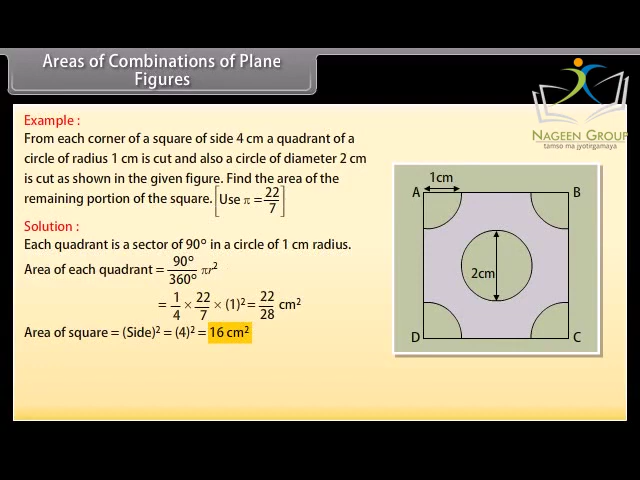 Areas of Combinations of Plane
Figures
NAGEEN GROUP
tamso ma jyotirgamaya
Example :
From each corner of a square of side 4 cm a quadrant of a
circle of radius 1 cm is cut and also a circle of diameter 2 cm
is cut as shown in the given figure. Find the area of the
remaining portion of the square. [Use π = 22/7]
Solution :
Each quadrant is a sector of 90° in a circle of 1 cm radius.
Area of each quadrant = 90°/360° πr²
= 1/4 × 22/7 × (1)² = 22/28 cm²
Area of square = (Side)² = (4)² = 16 cm²
1cm
A
B
2cm
D
C